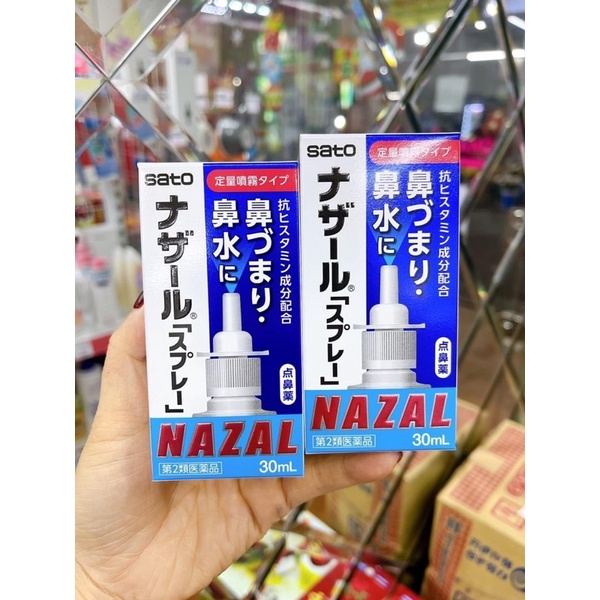 sato
定量噴霧タイプ
ナザール®「スプレー」
抗ヒスタミン成分配合
鼻づまり・
鼻水に
点鼻薬
NAZAL
第2類医薬品
30mL
sato
定量噴霧タイプ
ナザール®「スプレー」
抗ヒスタミン成分配合
鼻づまり・
鼻水に
点鼻薬
NAZAL
第2類医薬品
30mL